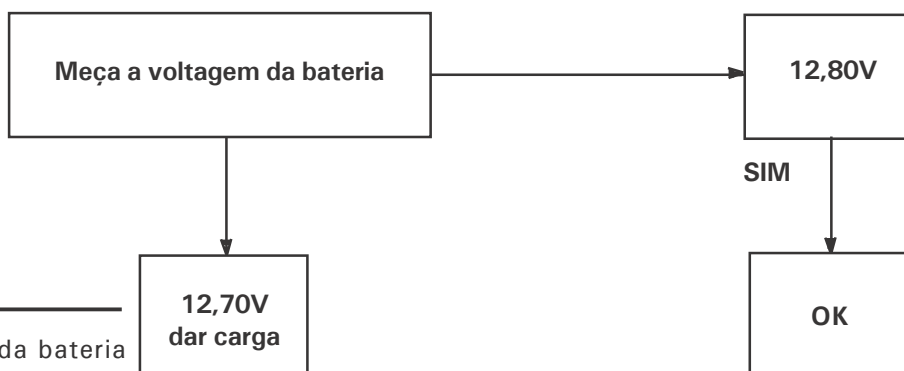 Meça a voltagem da bateria
12,80V
SIM
12,70V
dar carga
OK
da bateria